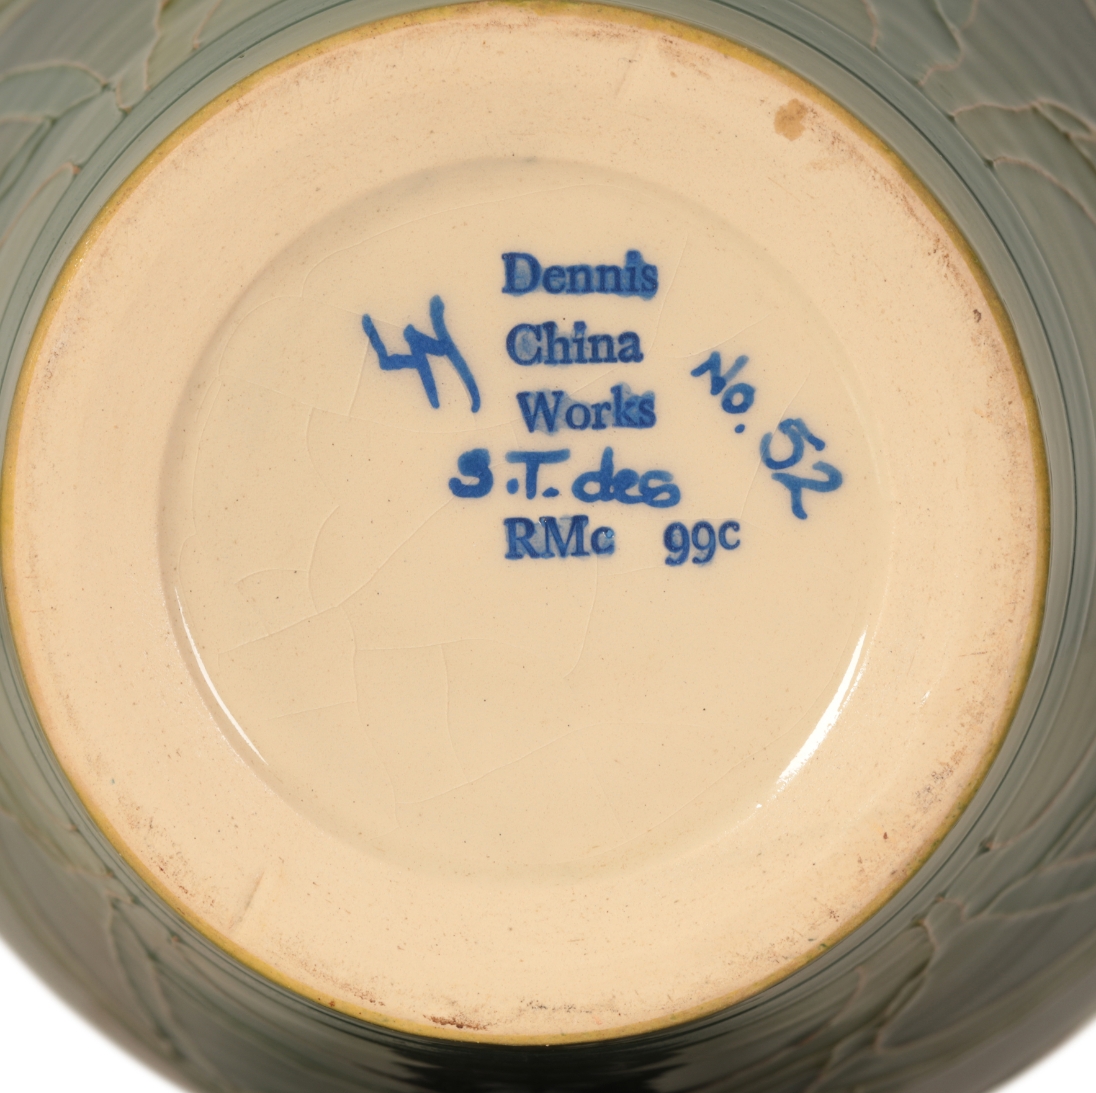 Dennis
China
Works
S.T. des
RMc 99c
No. 52